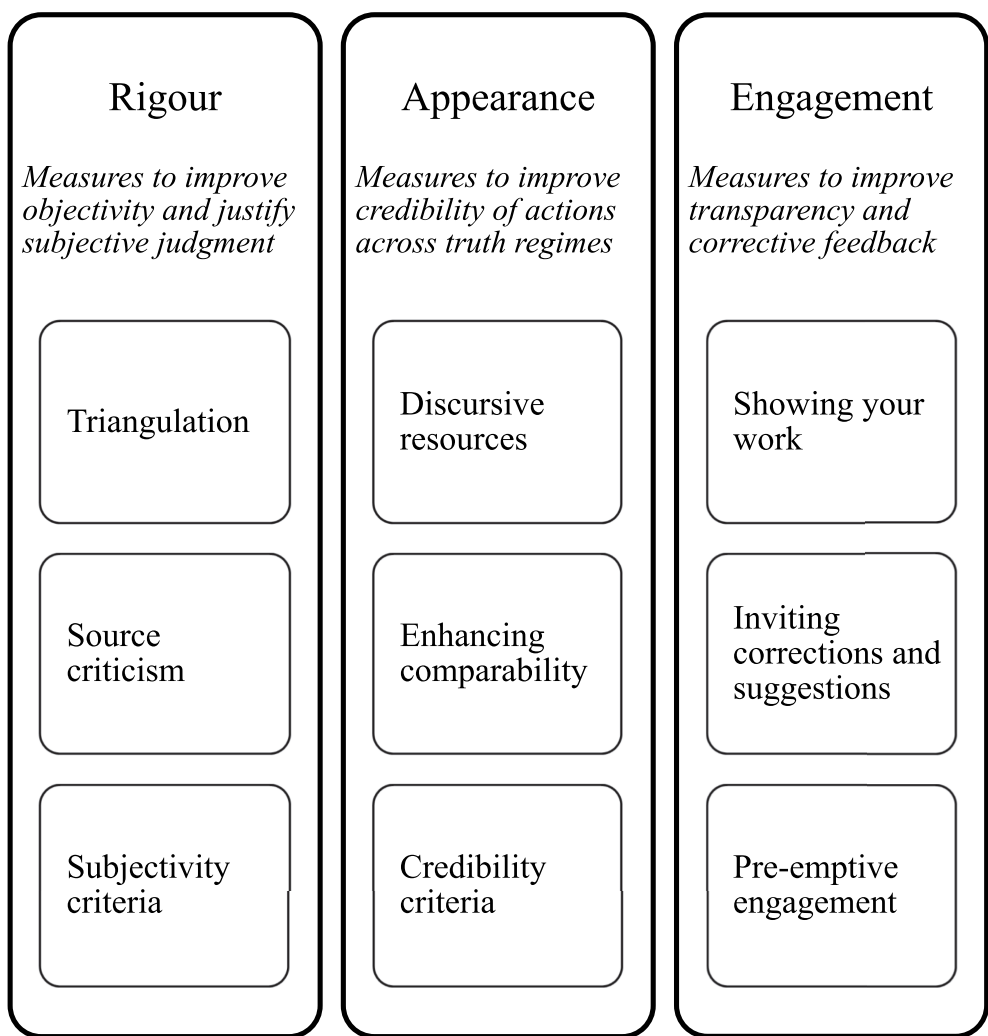 Rigour
Measures to improve
objectivity and justify
subjective judgment
Triangulation
Source
criticism
Subjectivity
criteria
Appearance
Measures to improve
credibility of actions
across truth regimes
Discursive
resources
Enhancing
comparability
Credibility
criteria
Engagement
Measures to improve
transparency and
corrective feedback
Showing your
work
Inviting
corrections and
suggestions
Pre-emptive
engagement